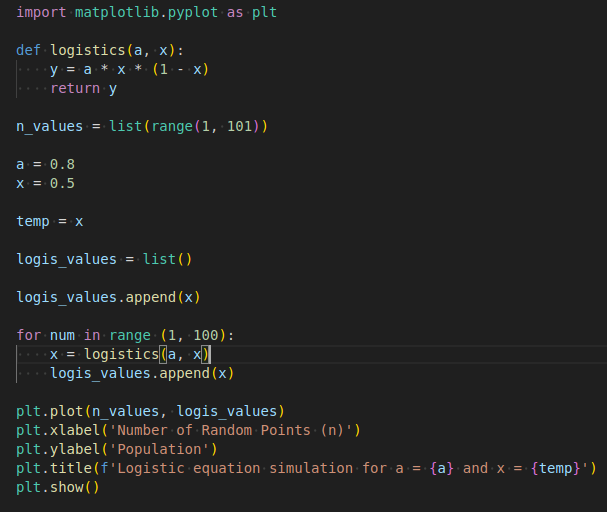 import matplotlib.pyplot as plt

def logistics(a, x):
    y = a * x * (1 - x)
    return y

n_values = list(range(1, 101))

a = 0.8
x = 0.5

temp = x

logis_values = list()

logis_values.append(x)

for num in range (1, 100):
    x = logistics(a, x)
    logis_values.append(x)

plt.plot(n_values, logis_values)
plt.xlabel('Number of Random Points (n)')
plt.ylabel('Population')
plt.title(f'Logistic equation simulation for a = {a} and x = {temp}')
plt.show()